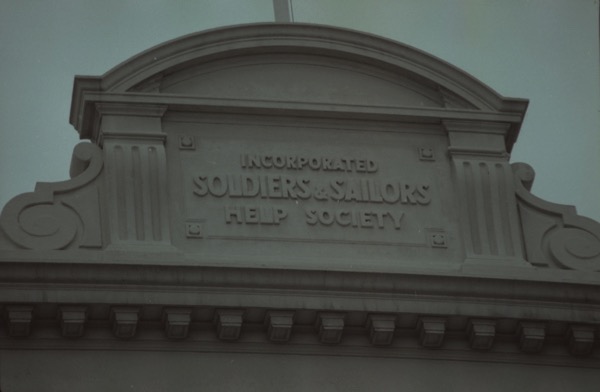 INCORPORATED
SOLDIERS & SAILORS
HELP SOCIETY